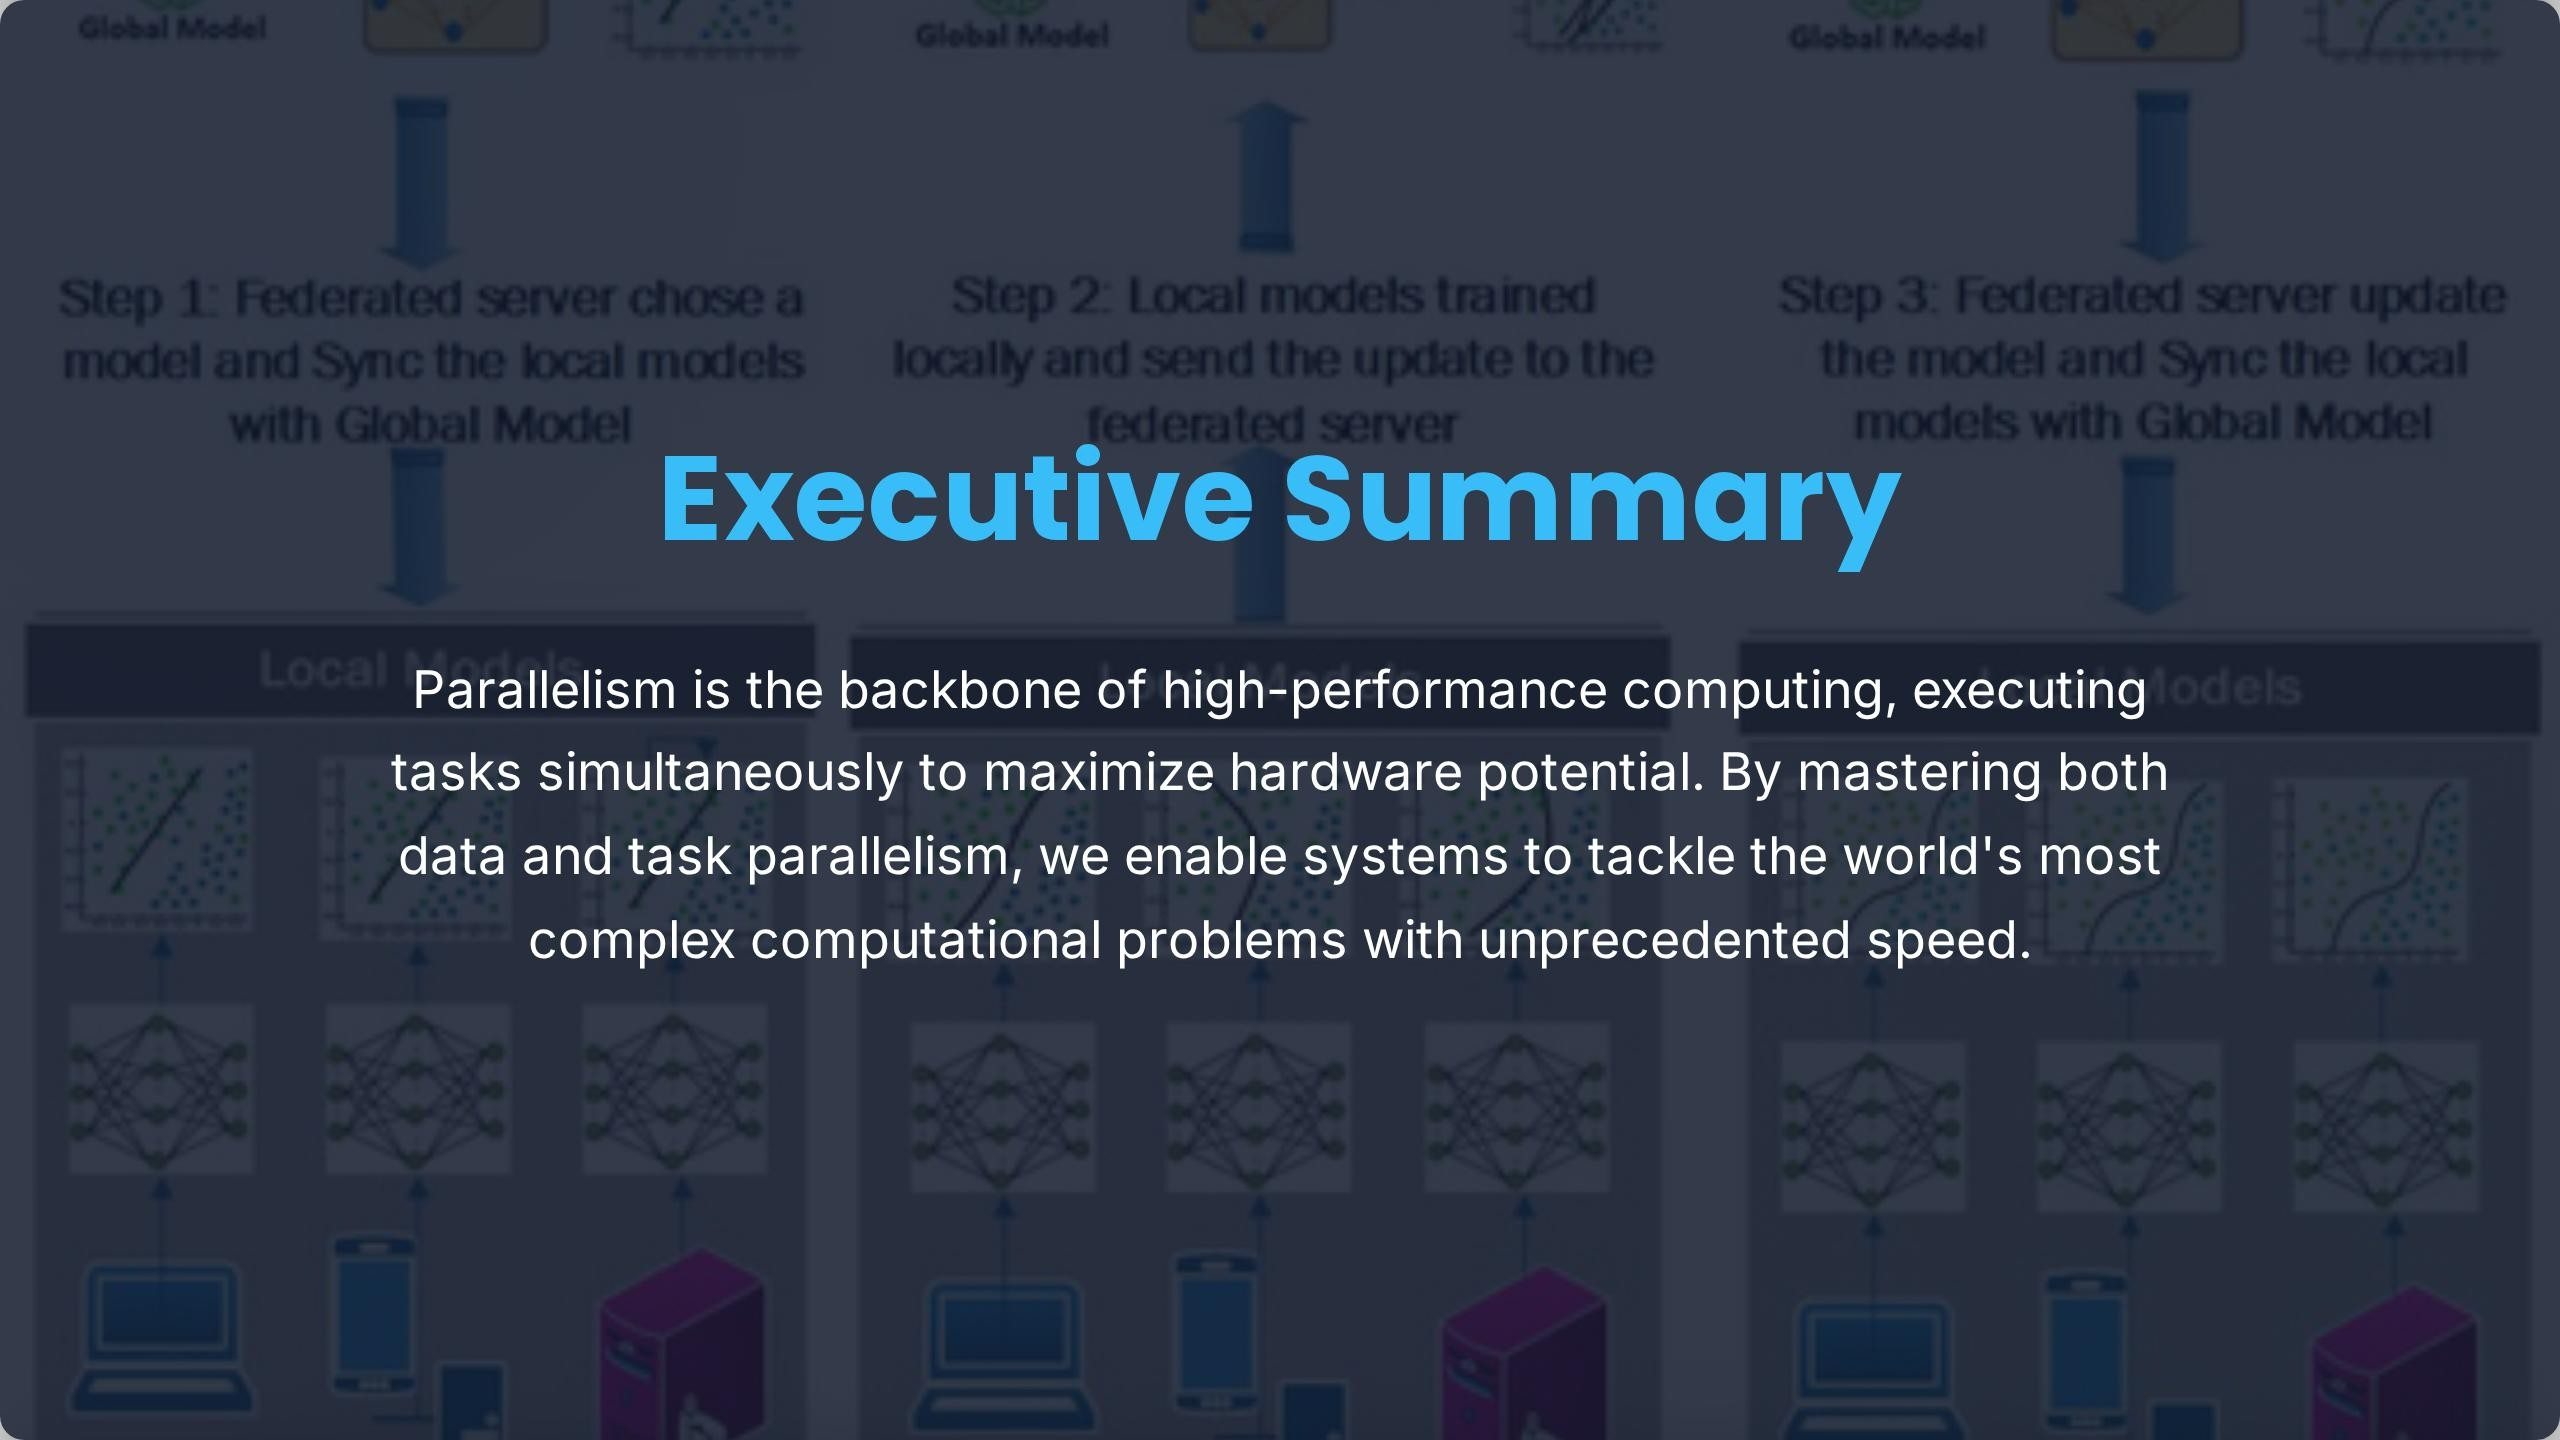 Global Model
Global Model
Global Model
Step 1: Federated server chose a
model and Sync the local models
with Global Model
Step 2: Local models trained
locally and send the update to the
federated server
Step 3: Federated server update
the model and Sync the local
models with Global Model
Executive Summary
Local Models
Models
Parallelism is the backbone of high-performance computing, executing
tasks simultaneously to maximize hardware potential. By mastering both
data and task parallelism, we enable systems to tackle the world's most
complex computational problems with unprecedented speed.